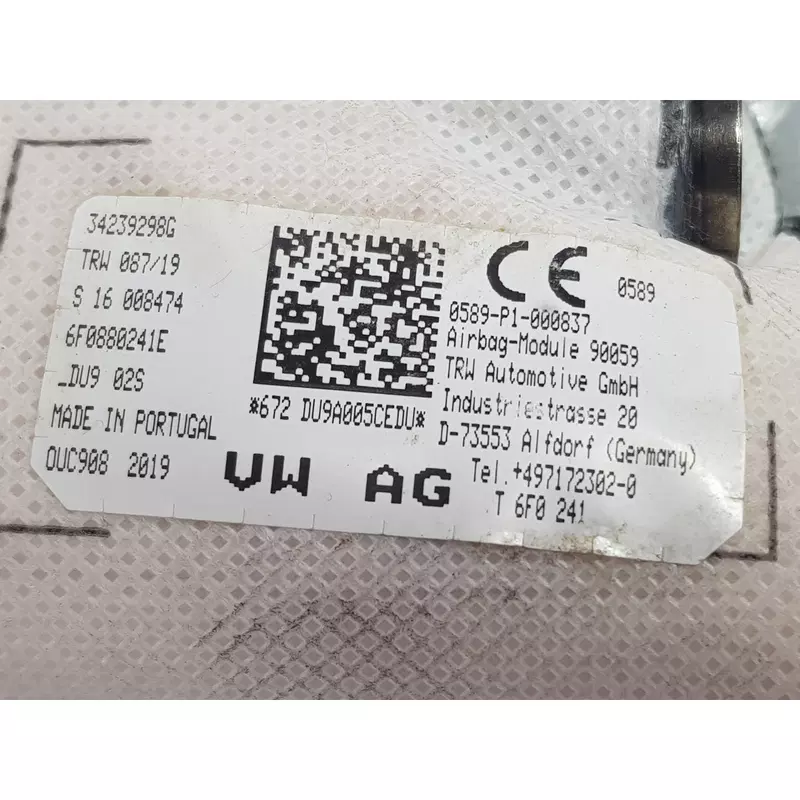 34239298G
TRW 087/19
S 16 008474
6F0880241E
_DU9 02S
MADE IN PORTUGAL
OUC908 2019
*672 DU9A005CEDU*
VW AG
CE 0589
0589-P1-000837
Airbag-Module 90059
TRW Automotive GmbH
Industriestrasse 20
D-73553 Alfdorf (Germany)
Tel.+497172302-0
T 6F0 241